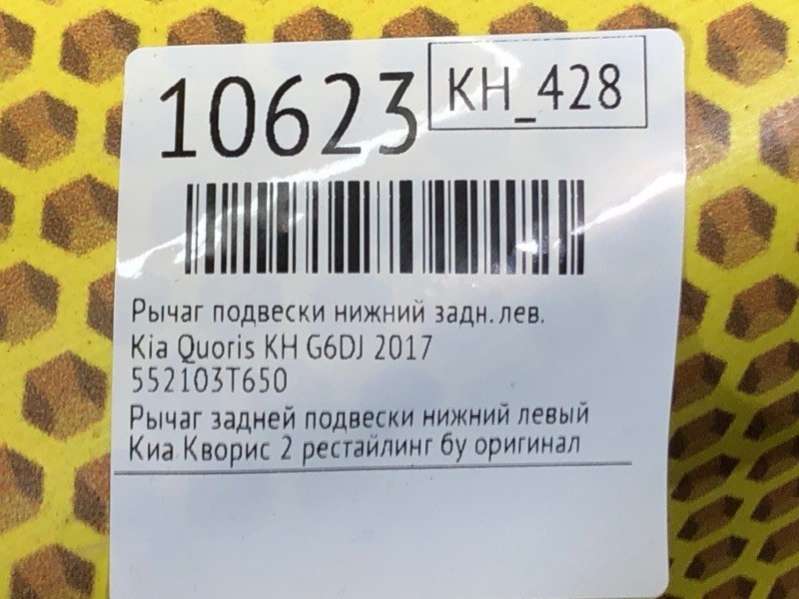 10623
KH_428
Рычаг подвески нижний задн. лев.
Kia Quoris KH G6DJ 2017
552103T650
Рычаг задней подвески нижний левый
Киа Кворис 2 рестайлинг бу оригинал